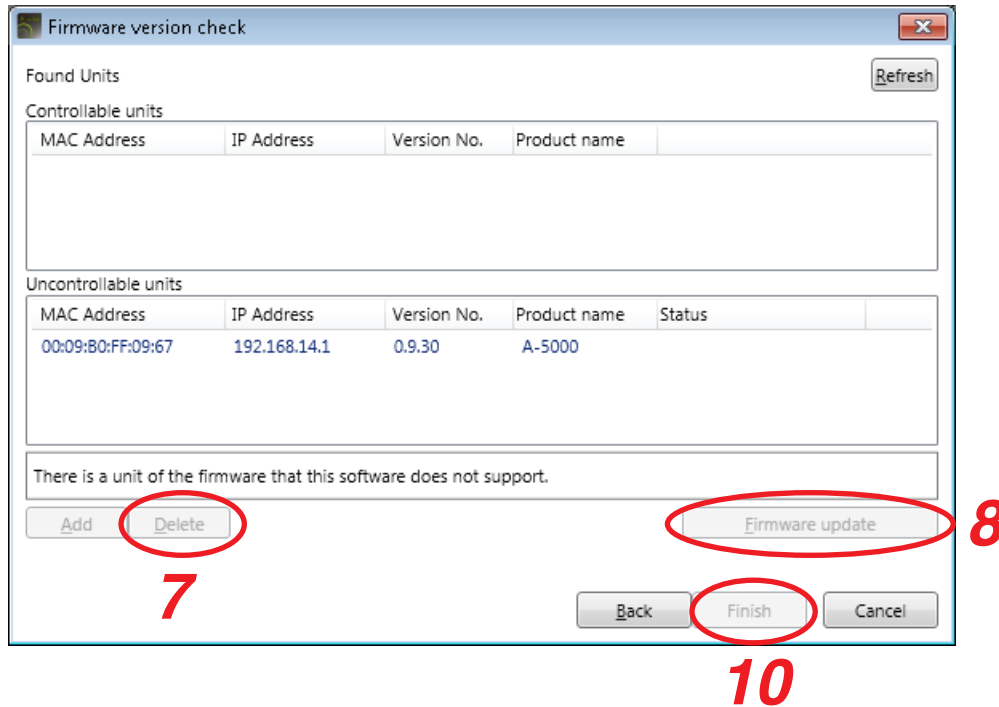 Firmware version check
Found Units
Refresh
Controllable units
MAC Address IP Address Version No. Product name
Uncontrollable units
MAC Address IP Address Version No. Product name Status
00:09:B0:FF:09:67 192.168.14.1 0.9.30 A-5000
There is a unit of the firmware that this software does not support.
Add Delete Firmware update 8
7
Back Finish Cancel
10